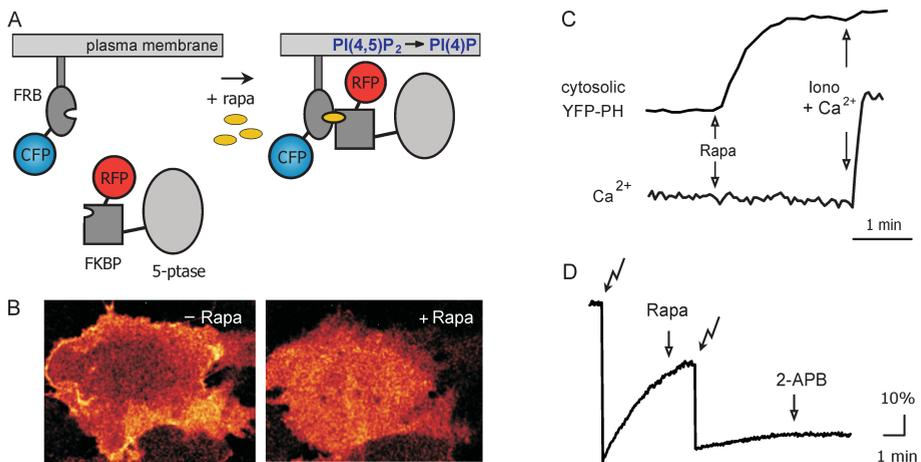 A
plasma membrane
FRB
CFP
RFP
FKBP
5-ptase
+ rapa
PI(4,5)P₂ → PI(4)P
RFP
CFP
B
– Rapa
+ Rapa
C
cytosolic
YFP-PH
Rapa
Iono
+ Ca²⁺
Ca²⁺
1 min
D
Rapa
2-APB
10%
1 min